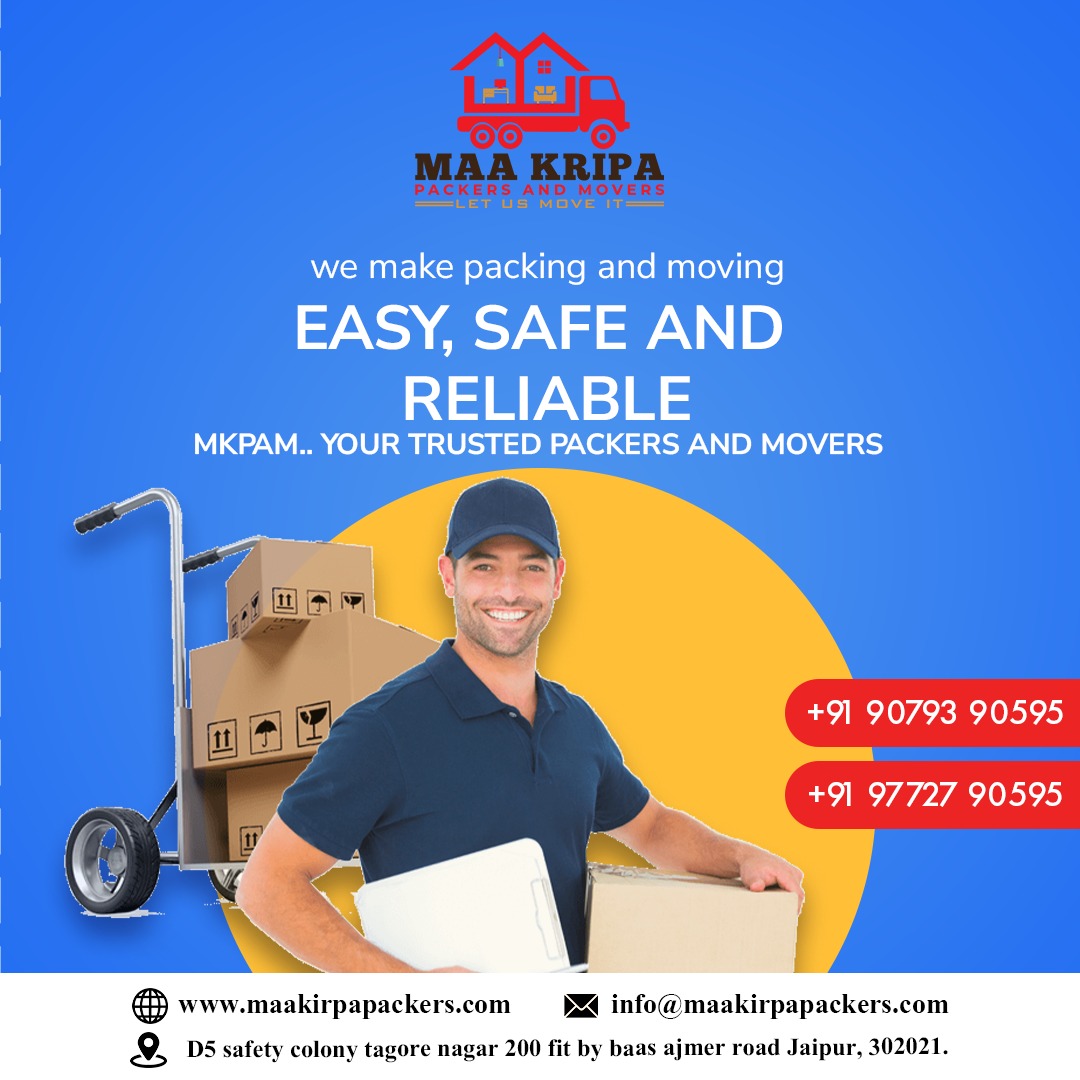 MAA KRIPA
PACKERS AND MOVERS
LET US MOVE IT
we make packing and moving
EASY, SAFE AND
RELIABLE
MKPAM.. YOUR TRUSTED PACKERS AND MOVERS
+91 90793 90595
+91 97727 90595
www.maakirpapackers.com
info@maakirpapackers.com
D5 safety colony tagore nagar 200 fit by baas ajmer road Jaipur, 302021.